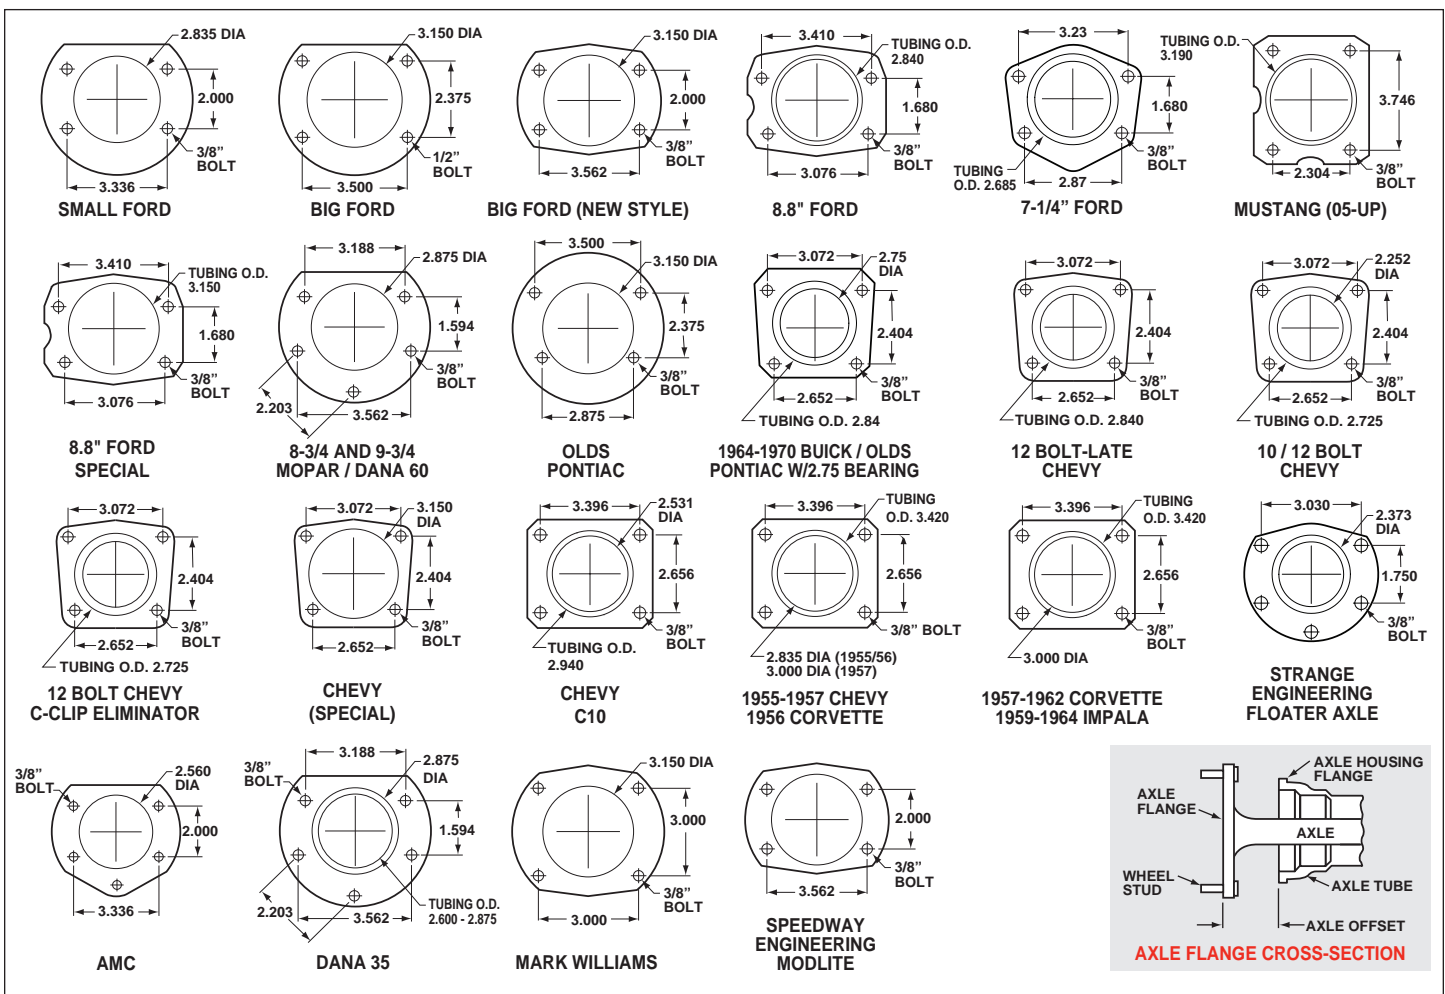 2.835 DIA
2.000
3/8”
BOLT
3.336
SMALL FORD
3.150 DIA
2.375
1/2”
BOLT
3.500
BIG FORD
3.150 DIA
2.000
3/8”
BOLT
3.562
BIG FORD (NEW STYLE)
3.410
TUBING O.D.
2.840
1.680
3/8”
BOLT
3.076
8.8" FORD
3.23
1.680
TUBING
O.D. 2.685
3/8”
BOLT
2.87
7-1/4” FORD
TUBING O.D.
3.190
3.746
3/8”
BOLT
2.304
MUSTANG (05-UP)
3.410
TUBING O.D.
3.150
1.680
3/8”
BOLT
3.076
8.8" FORD
SPECIAL
3.188
2.875 DIA
1.594
3/8”
BOLT
2.203
3.562
8-3/4 AND 9-3/4
MOPAR / DANA 60
3.500
3.150 DIA
2.375
3/8”
BOLT
2.875
OLDS
PONTIAC
3.072
2.75
DIA
2.404
3/8”
BOLT
2.652
TUBING O.D. 2.84
1964-1970 BUICK / OLDS
PONTIAC W/2.75 BEARING
3.072
2.404
3/8”
BOLT
2.652
TUBING O.D. 2.840
12 BOLT-LATE
CHEVY
3.072
2.252
DIA
2.404
3/8”
BOLT
2.652
TUBING O.D. 2.725
10 / 12 BOLT
CHEVY
3.072
2.404
3/8”
BOLT
2.652
TUBING O.D. 2.725
12 BOLT CHEVY
C-CLIP ELIMINATOR
3.072
3.150
DIA
2.404
3/8”
BOLT
2.652
CHEVY
(SPECIAL)
3.396
2.531
DIA
2.656
3/8”
BOLT
TUBING O.D.
2.940
CHEVY
C10
3.396
TUBING
O.D. 3.420
2.656
3/8” BOLT
2.835 DIA (1955/56)
3.000 DIA (1957)
1955-1957 CHEVY
1956 CORVETTE
3.396
TUBING
O.D. 3.420
2.656
3/8”
BOLT
3.000 DIA
1957-1962 CORVETTE
1959-1964 IMPALA
3.030
2.373
DIA
1.750
3/8”
BOLT
STRANGE
ENGINEERING
FLOATER AXLE
3/8”
BOLT
2.560
DIA
2.000
3.336
AMC
3/8”
BOLT
3.188
2.875
DIA
1.594
2.203
3.562
TUBING O.D.
2.600 - 2.875
DANA 35
3.150 DIA
3.000
3/8”
BOLT
3.000
MARK WILLIAMS
2.000
3/8”
BOLT
3.562
SPEEDWAY
ENGINEERING
MODLITE
AXLE HOUSING
FLANGE
AXLE
FLANGE
AXLE
WHEEL
STUD
AXLE TUBE
AXLE OFFSET
AXLE FLANGE CROSS-SECTION